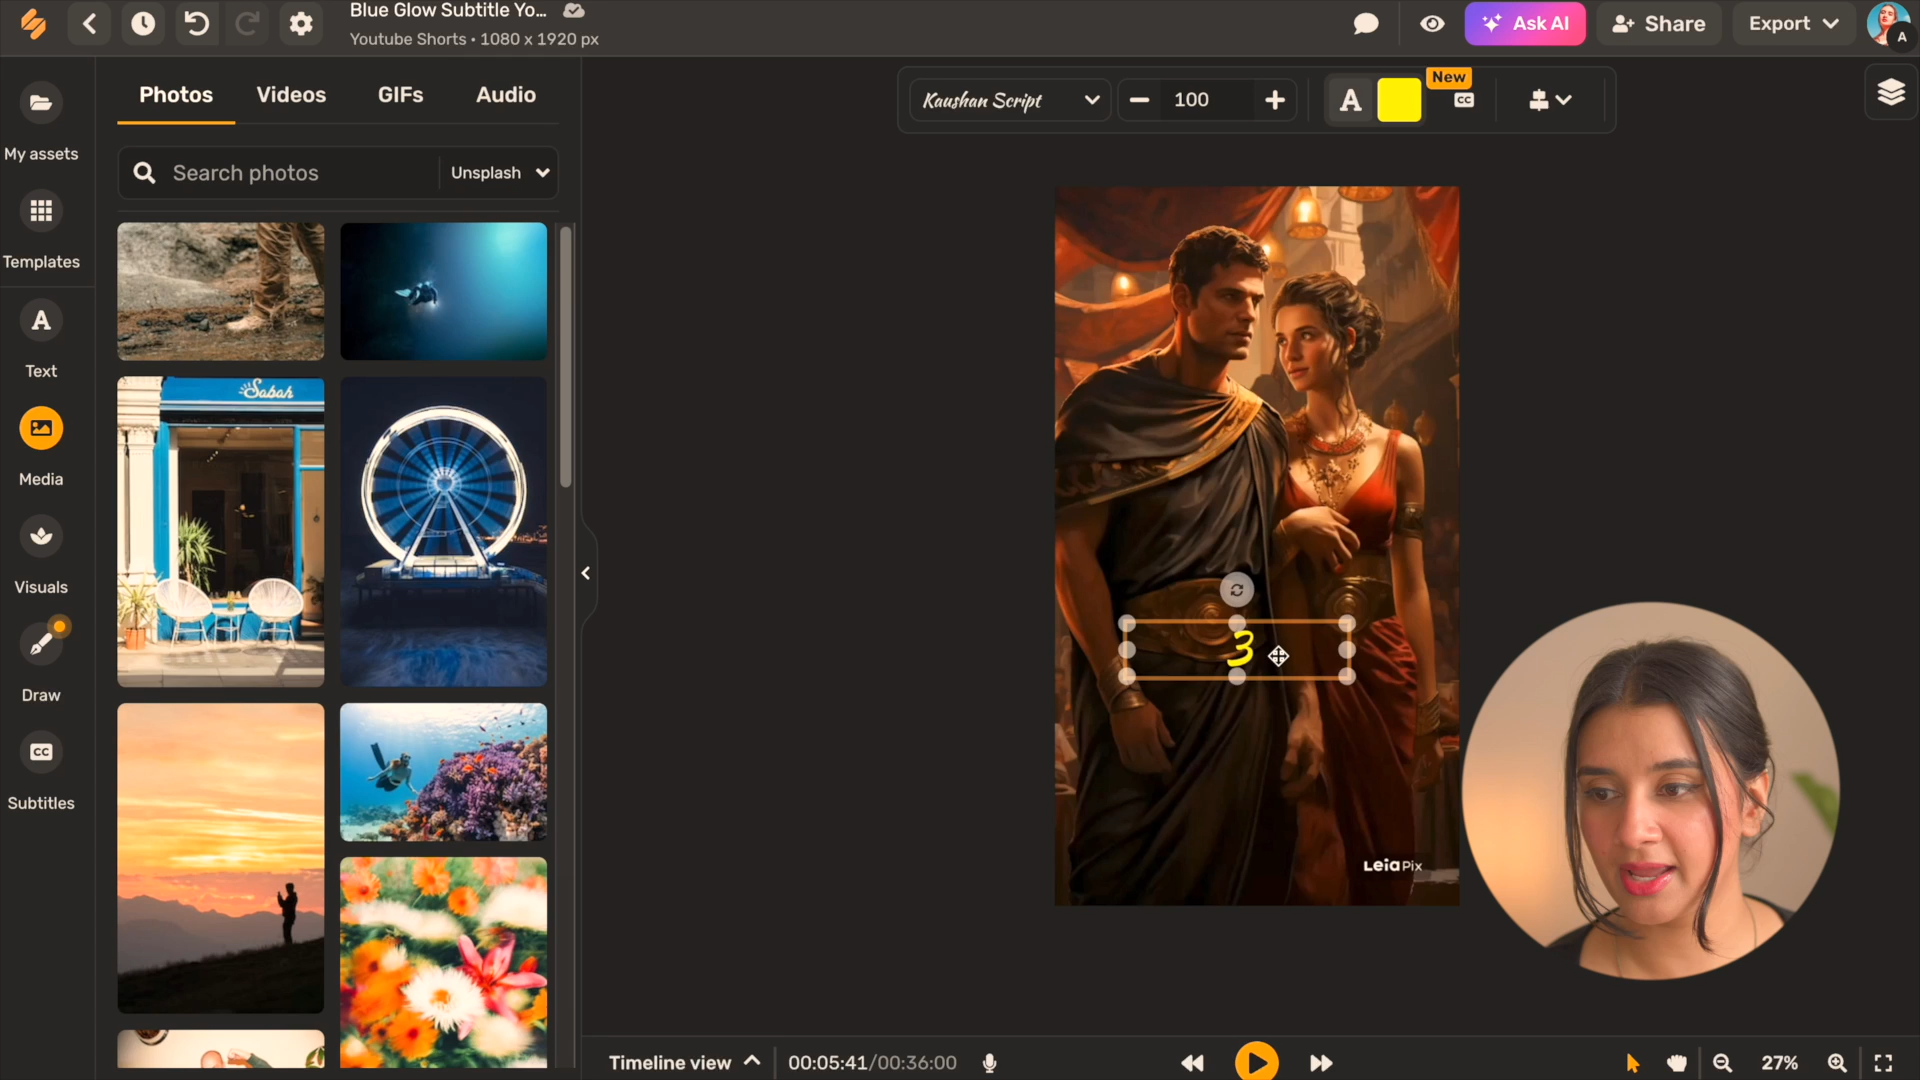 Blue Glow Subtitle Yo...
Youtube Shorts • 1080 x 1920 px
Ask AI
Share
Export
A
Photos
Videos
GIFs
Audio
Search photos
Unsplash
My assets
Templates
A
Text
Media
Visuals
Draw
CC
Subtitles
Sabah
Kaushan Script
100
A
New
CC
3
Leia Pix
Timeline view
00:05:41/00:36:00
27%